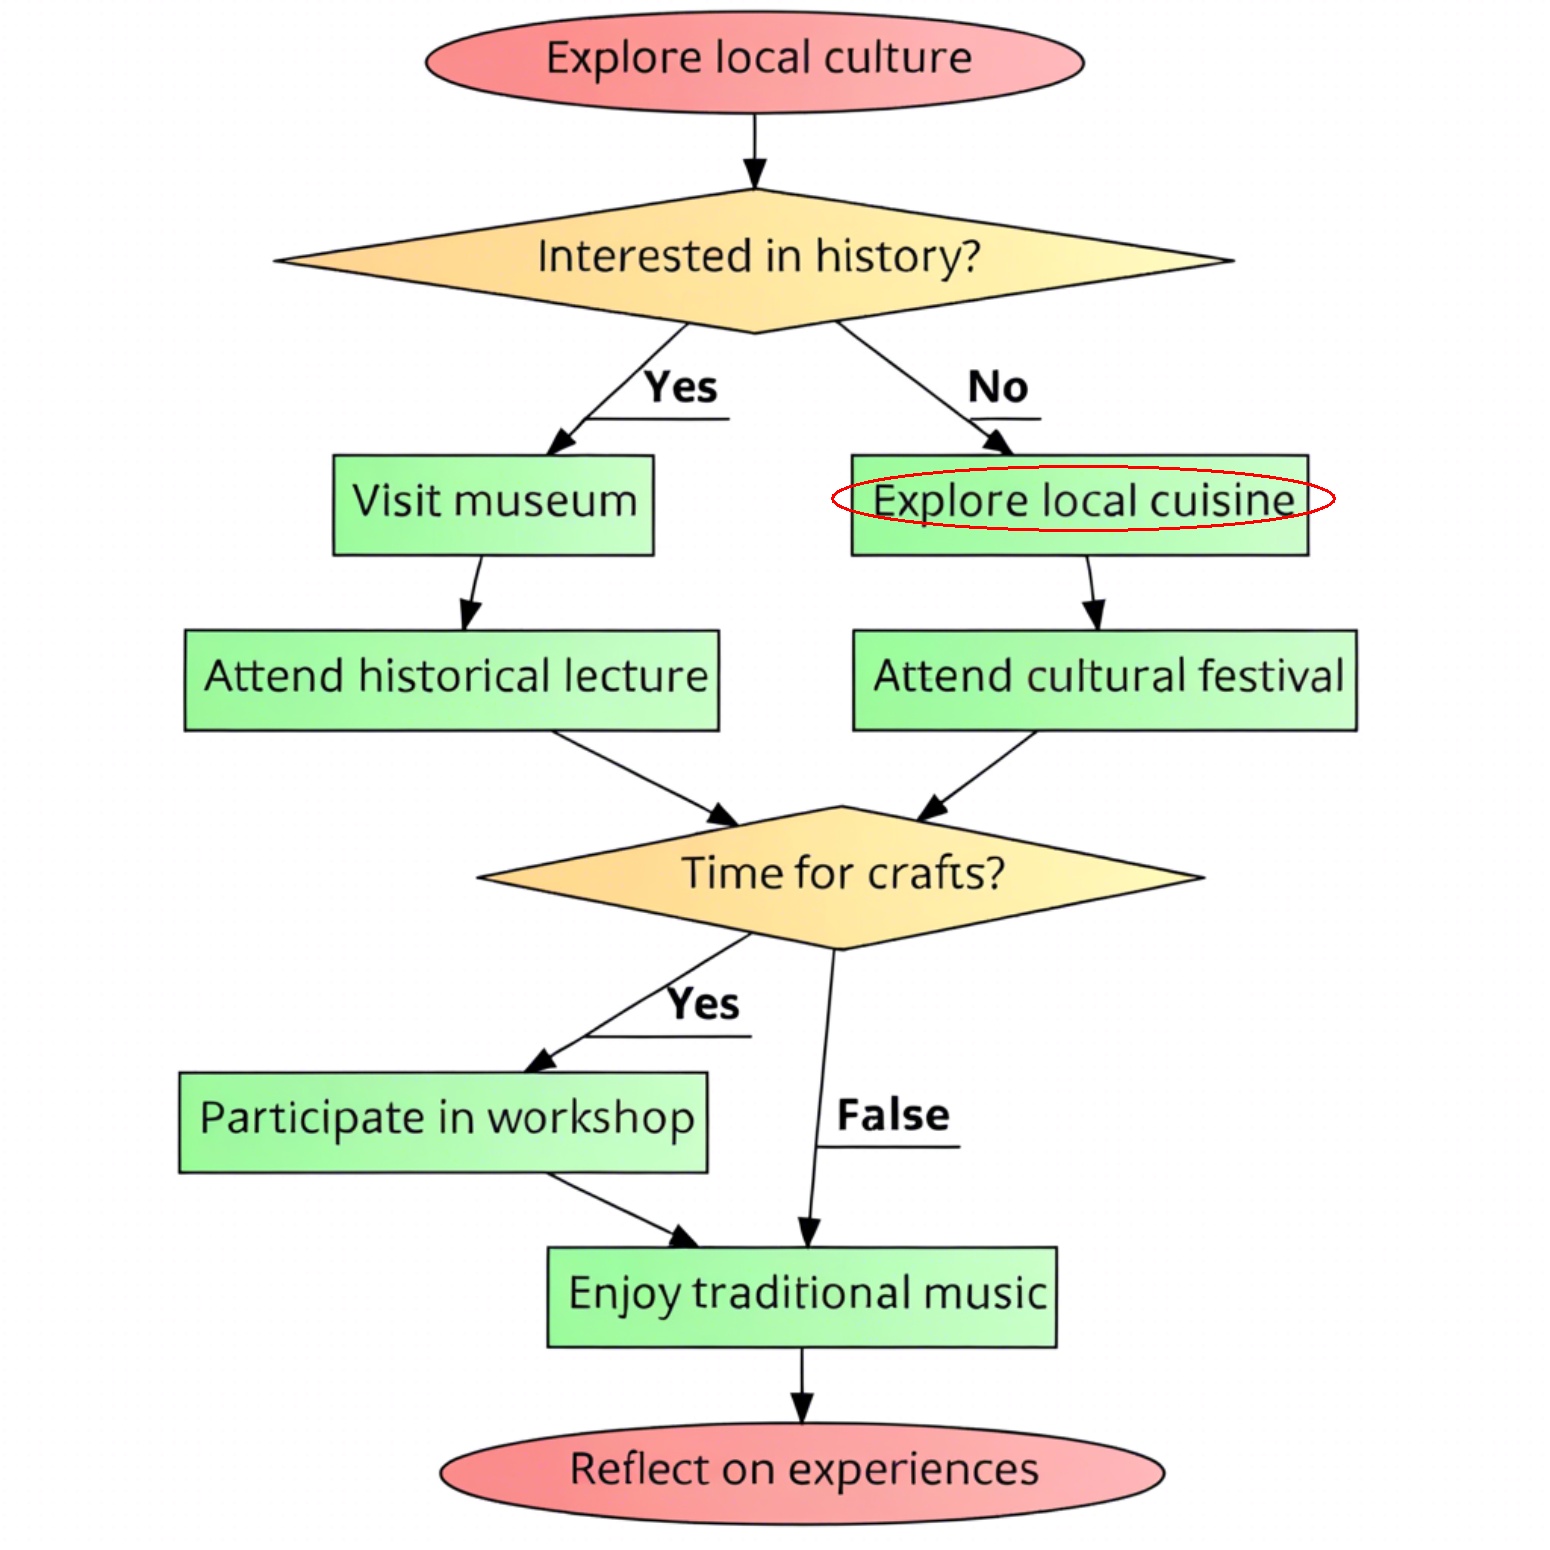 Explore local culture
Interested in history?
Yes
No
Visit museum
Explore local cuisine
Attend historical lecture
Attend cultural festival
Time for crafts?
Yes
False
Participate in workshop
Enjoy traditional music
Reflect on experiences